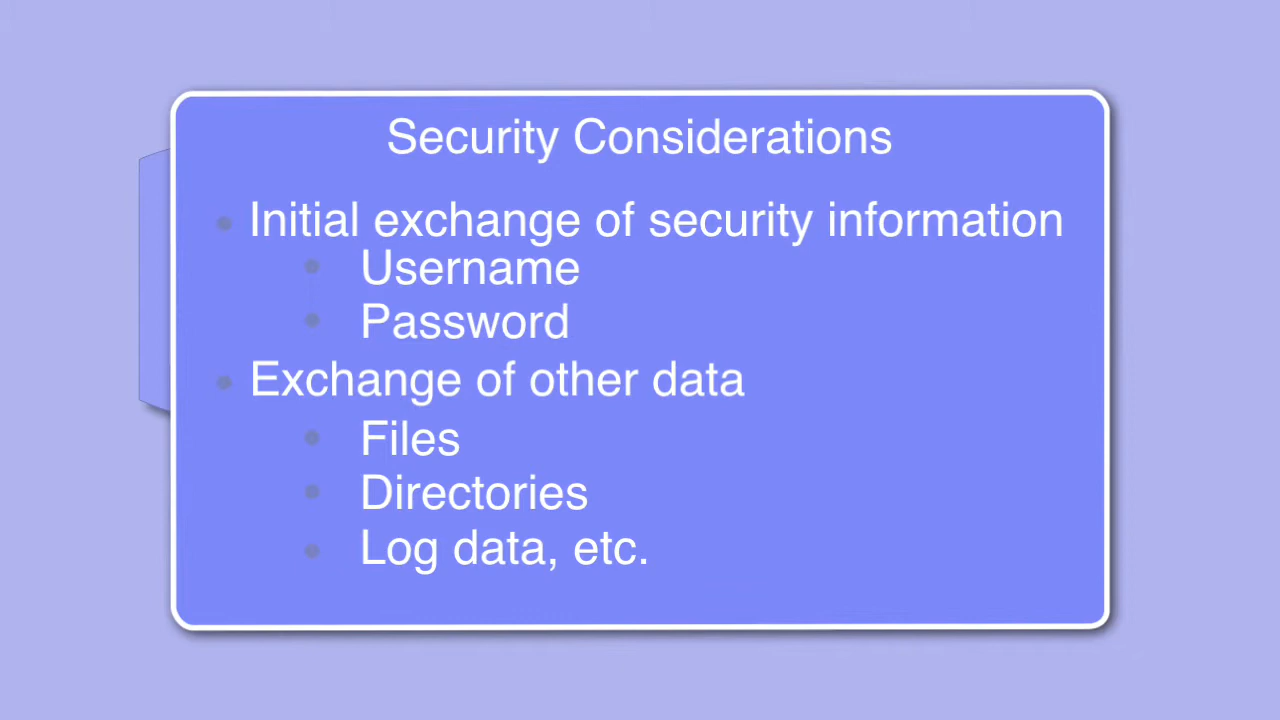 Security Considerations
Initial exchange of security information
Username
Password
Exchange of other data
Files
Directories
Log data, etc.